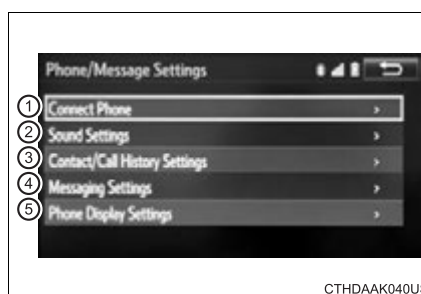 Phone/Message Settings
1 Connect Phone
2 Sound Settings
3 Contact/Call History Settings
4 Messaging Settings
5 Phone Display Settings
CTHDAAK040US